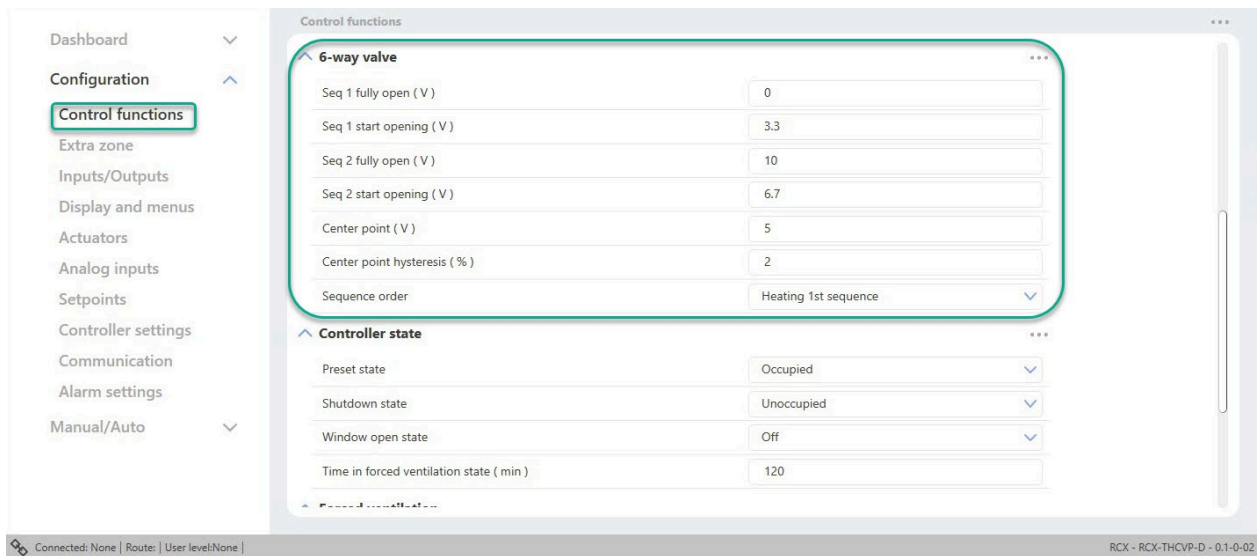 Control functions
Dashboard
Configuration
Control functions
Extra zone
Inputs/Outputs
Display and menus
Actuators
Analog inputs
Setpoints
Controller settings
Communication
Alarm settings
Manual/Auto
6-way valve
Seq 1 fully open ( V ) 0
Seq 1 start opening ( V ) 3.3
Seq 2 fully open ( V ) 10
Seq 2 start opening ( V ) 6.7
Center point ( V ) 5
Center point hysteresis ( % ) 2
Sequence order Heating 1st sequence
Controller state
Preset state Occupied
Shutdown state Unoccupied
Window open state Off
Time in forced ventilation state ( min ) 120
Forced ventilation
Connected: None | Route: | User level:None |
RCX - RCX-THCVP-D - 0.1-0-02